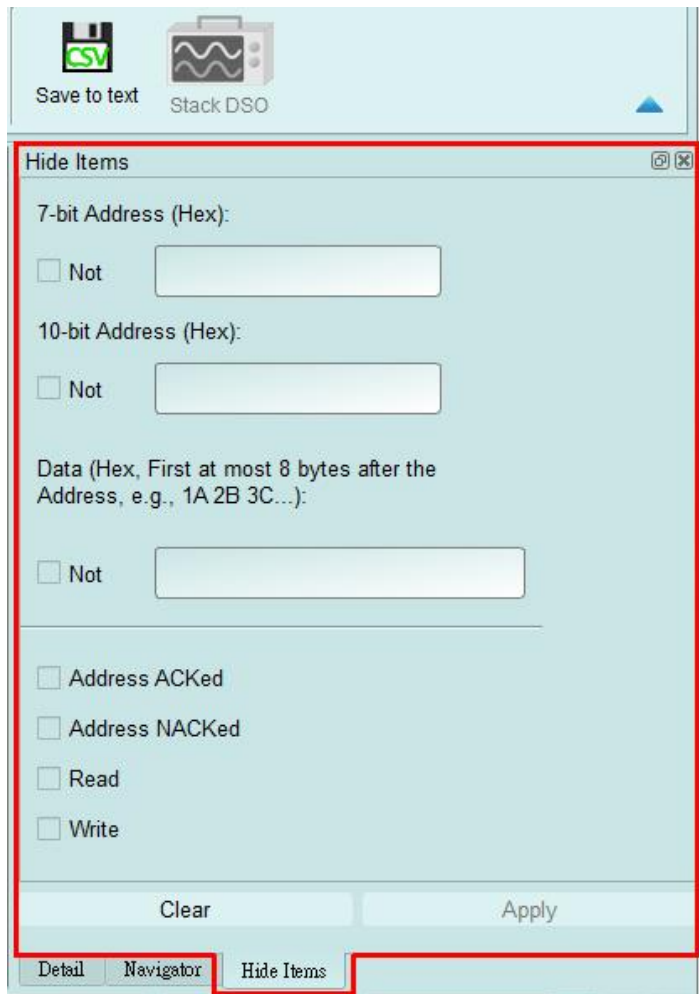 CSV
Save to text
Stack DSO
Hide Items
7-bit Address (Hex):
Not
10-bit Address (Hex):
Not
Data (Hex, First at most 8 bytes after the
Address, e.g., 1A 2B 3C...):
Not
Address ACKed
Address NACKed
Read
Write
Clear Apply
Detail Navigator Hide Items